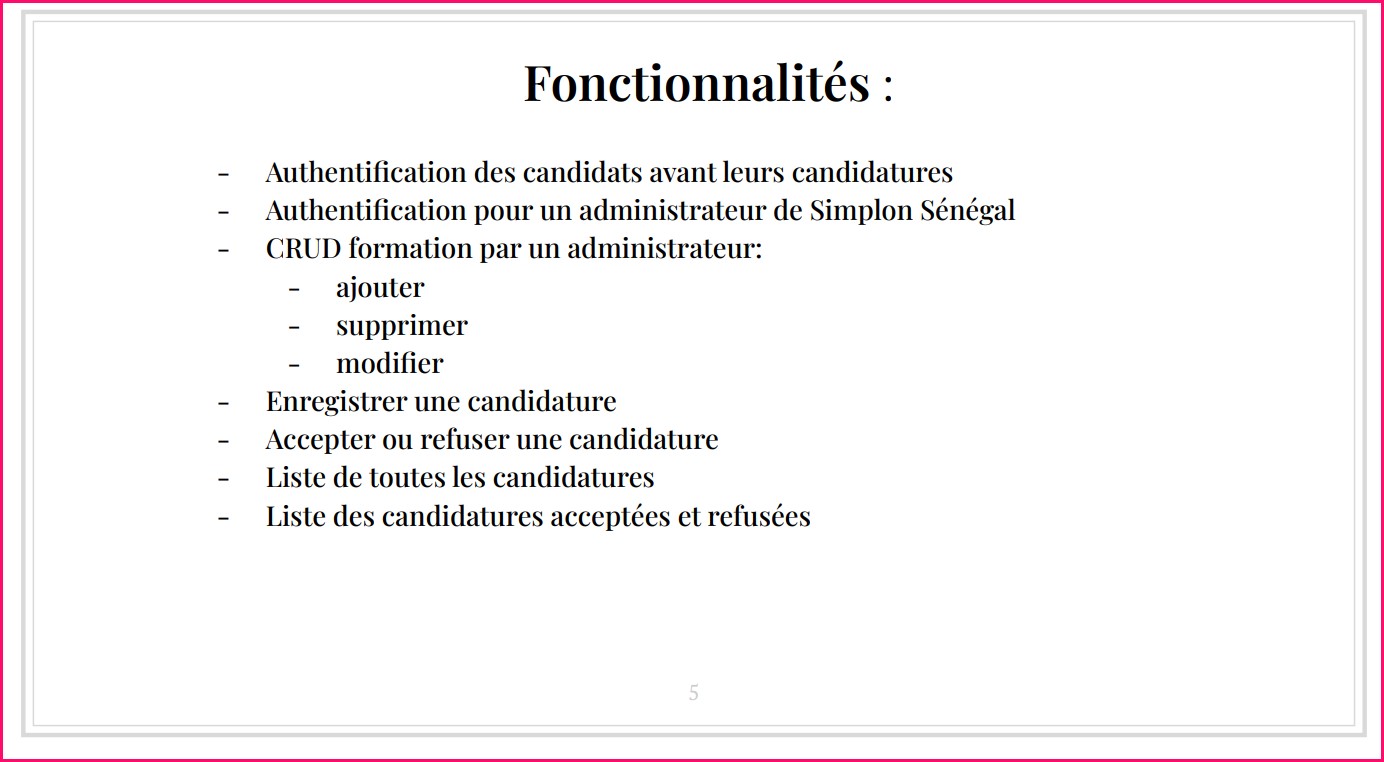 Fonctionnalités :
- Authentification des candidats avant leurs candidatures
- Authentification pour un administrateur de Simplon Sénégal
- CRUD formation par un administrateur:
- ajouter
- supprimer
- modifier
- Enregistrer une candidature
- Accepter ou refuser une candidature
- Liste de toutes les candidatures
- Liste des candidatures acceptées et refusées
5